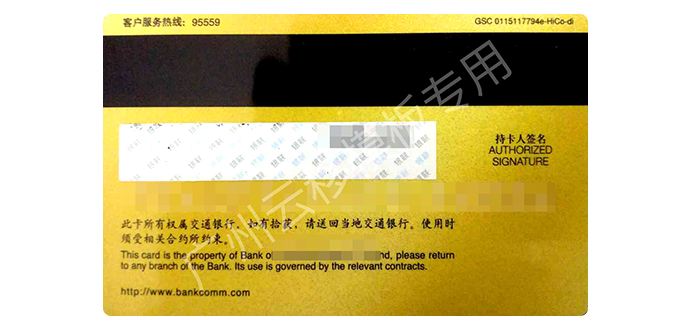 客户服务热线: 95559
GSC 0115117794e-HiCo-di
银联
持卡人签名
AUTHORIZED
SIGNATURE
此卡所有权属交通银行。如有拾获，请送回当地交通银行。使用时
须受相关合约所约束。
This card is the property of Bank o nd, please return
to any branch of the Bank. Its use is governed by the relevant contracts.
http://www.bankcomm.com
广州云移模板专用